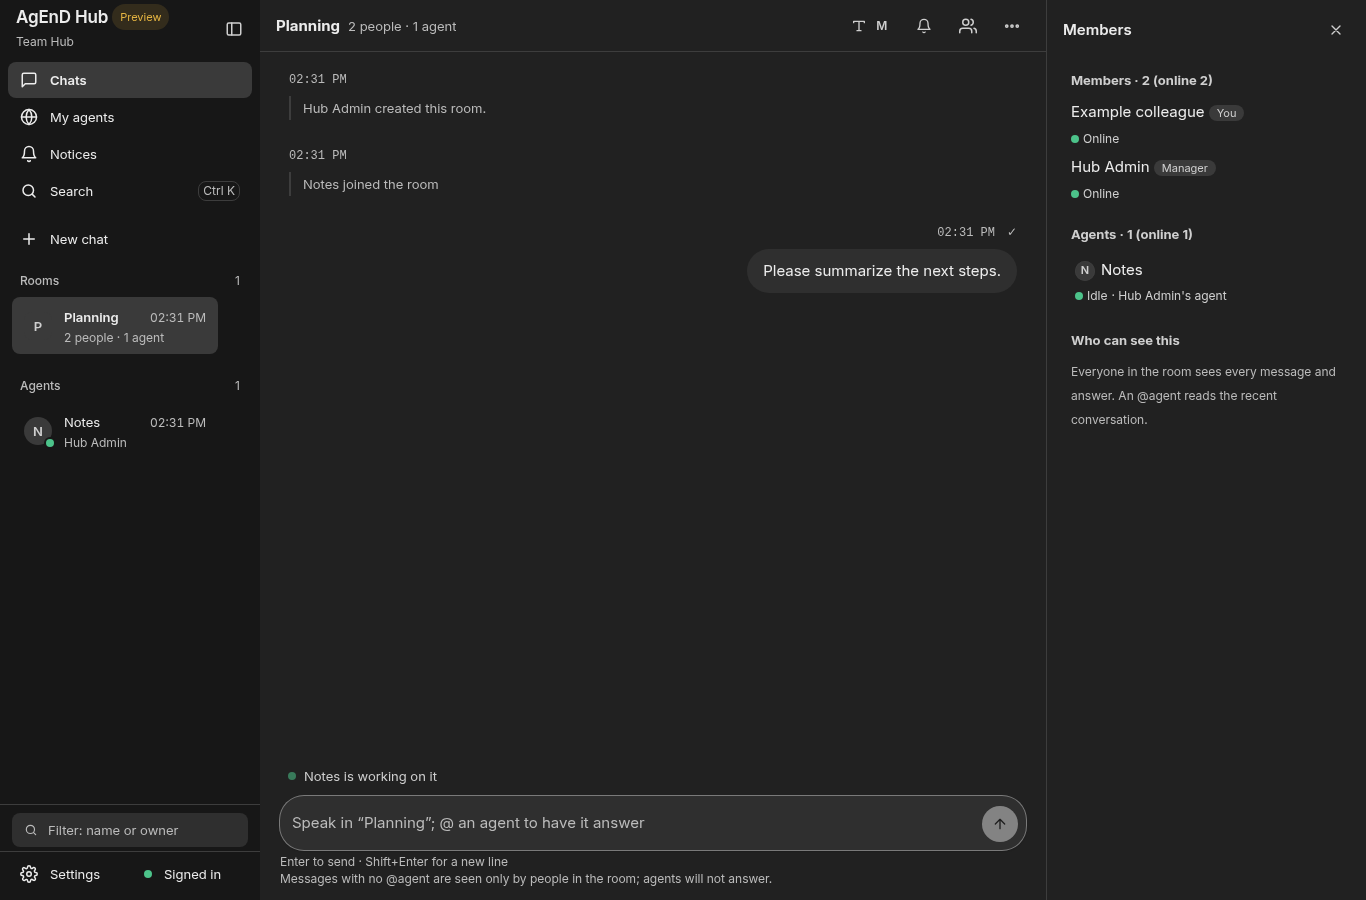 AgEnD Hub Preview
Team Hub
Chats
My agents
Notices
Search Ctrl K
New chat
Rooms 1
P Planning 02:31 PM
2 people · 1 agent
Agents 1
N Notes 02:31 PM
Hub Admin
Filter: name or owner
Settings Signed in
Planning 2 people · 1 agent
T M
02:31 PM
Hub Admin created this room.
02:31 PM
Notes joined the room
02:31 PM ✓
Please summarize the next steps.
Notes is working on it
Speak in “Planning”; @ an agent to have it answer
Enter to send · Shift+Enter for a new line
Messages with no @agent are seen only by people in the room; agents will not answer.
Members
Members · 2 (online 2)
Example colleague You
Online
Hub Admin Manager
Online
Agents · 1 (online 1)
N Notes
Idle · Hub Admin's agent
Who can see this
Everyone in the room sees every message and
answer. An @agent reads the recent
conversation.